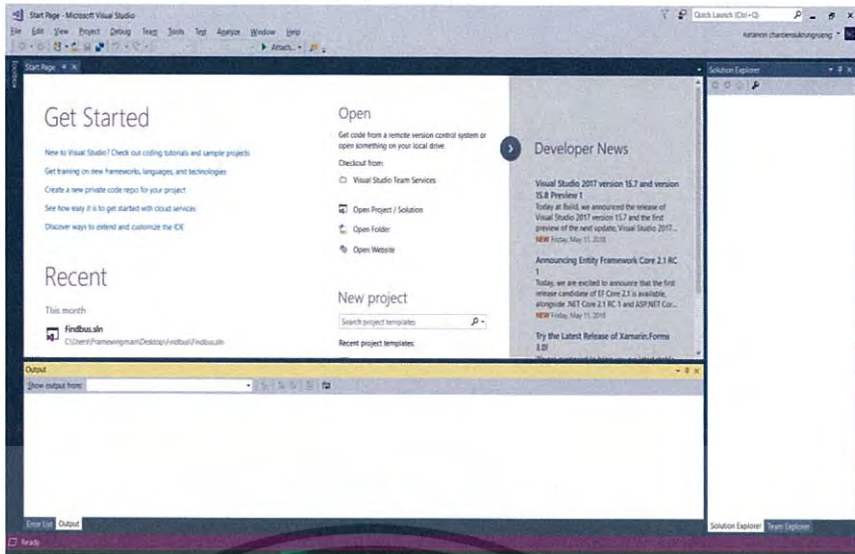 Start Page - Microsoft Visual Studio
Quick Launch (Ctrl+Q)
File Edit View Project Debug Team Tools Test Analyze Window Help
Attach...
Toolbox
Start Page
Get Started
New to Visual Studio? Check out coding tutorials and sample projects
Get training on new frameworks, languages, and technologies
Create a new private code repo for your project
See how easy it is to get started with cloud services
Discover ways to extend and customize the IDE
Recent
This month
Findbus.sln
Open
Get code from a remote version control system or
open something on your local drive.
Checkout from:
Visual Studio Team Services
Open Project / Solution
Open Folder
Open Website
New project
Search project templates
Recent project templates:
Developer News
Visual Studio 2017 version 15.7 and version
15.8 Preview 1
Today at Build, we announced the release of
Visual Studio 2017 version 15.7 and the first
preview of the next update, Visual Studio 2017...
NEW Friday, May 11, 2018
Announcing Entity Framework Core 2.1 RC
1
Today, we are excited to announce that the first
release candidate of EF Core 2.1 is available,
alongside .NET Core 2.1 RC 1 and ASP.NET Cor...
NEW Friday, May 11, 2018
Try the Latest Release of Xamarin.Forms
3.0!
Solution Explorer
Output
Show output from:
Error List Output
Solution Explorer Team Explorer
Ready